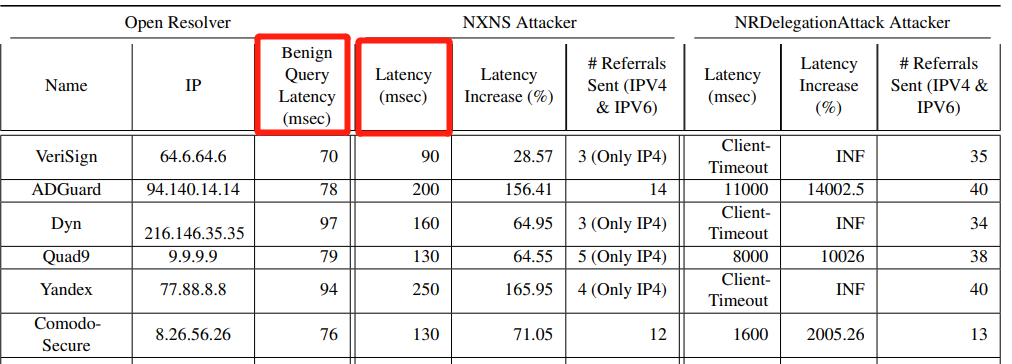 Open Resolver NXNS Attacker NRDelegationAttack Attacker
Name IP Benign Query Latency (msec) Latency (msec) Latency Increase (%) # Referrals Sent (IPV4 & IPV6) Latency (msec) Latency Increase (%) # Referrals Sent (IPV4 & IPV6)
VeriSign 64.6.64.6 70 90 28.57 3 (Only IP4) Client-Timeout INF 35
ADGuard 94.140.14.14 78 200 156.41 14 11000 14002.5 40
Dyn 216.146.35.35 97 160 64.95 3 (Only IP4) Client-Timeout INF 34
Quad9 9.9.9.9 79 130 64.55 5 (Only IP4) 8000 10026 38
Yandex 77.88.8.8 94 250 165.95 4 (Only IP4) Client-Timeout INF 40
Comodo-Secure 8.26.56.26 76 130 71.05 12 1600 2005.26 13